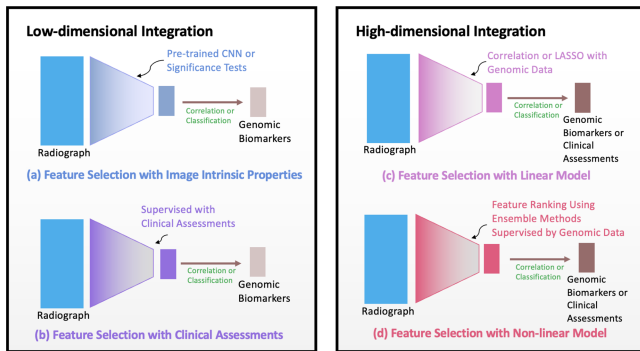 Low-dimensional Integration
Pre-trained CNN or
Significance Tests
Correlation or
Classification
Radiograph
Genomic
Biomarkers
(a) Feature Selection with Image Intrinsic Properties
Supervised with
Clinical Assessments
Correlation or
Classification
Radiograph
Genomic
Biomarkers
(b) Feature Selection with Clinical Assessments
High-dimensional Integration
Correlation or LASSO with
Genomic Data
Correlation or
Classification
Radiograph
Genomic
Biomarkers or
Clinical
Assessments
(c) Feature Selection with Linear Model
Feature Ranking Using
Ensemble Methods
Supervised by Genomic Data
Correlation or
Classification
Radiograph
Genomic
Biomarkers or
Clinical
Assessments
(d) Feature Selection with Non-linear Model